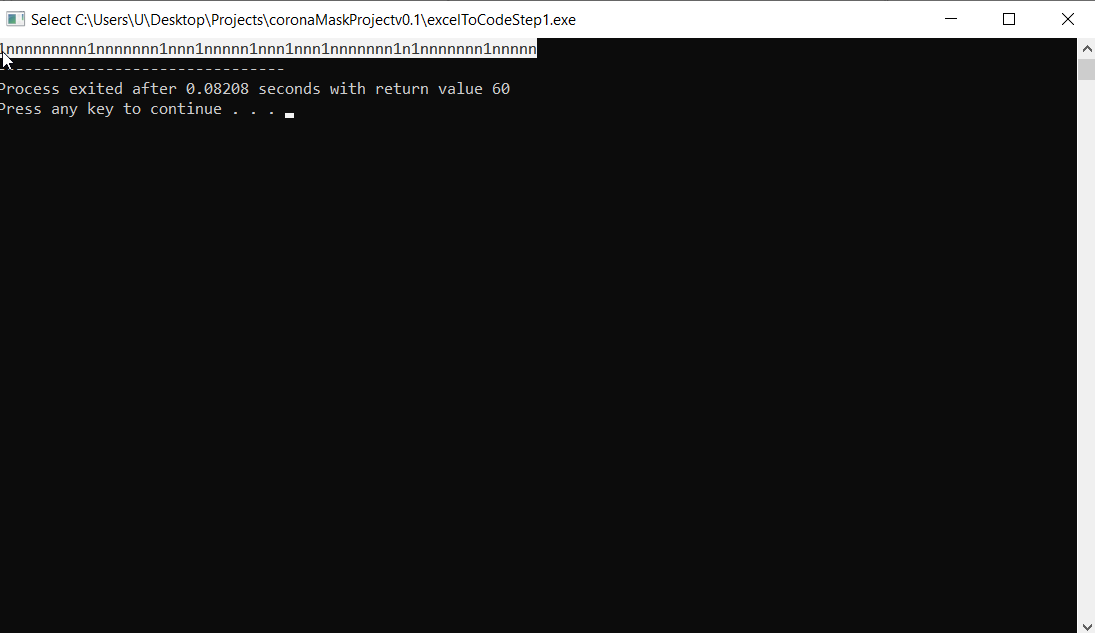 Select C:\Users\U\Desktop\Projects\coronaMaskProjectv0.1\excelToCodeStep1.exe
1nnnnnnnnn1nnnnnnn1nnn1nnnnn1nnn1nnn1nnnnnnn1n1nnnnnnn1nnnnn
--------------------------------
Process exited after 0.08208 seconds with return value 60
Press any key to continue . . .